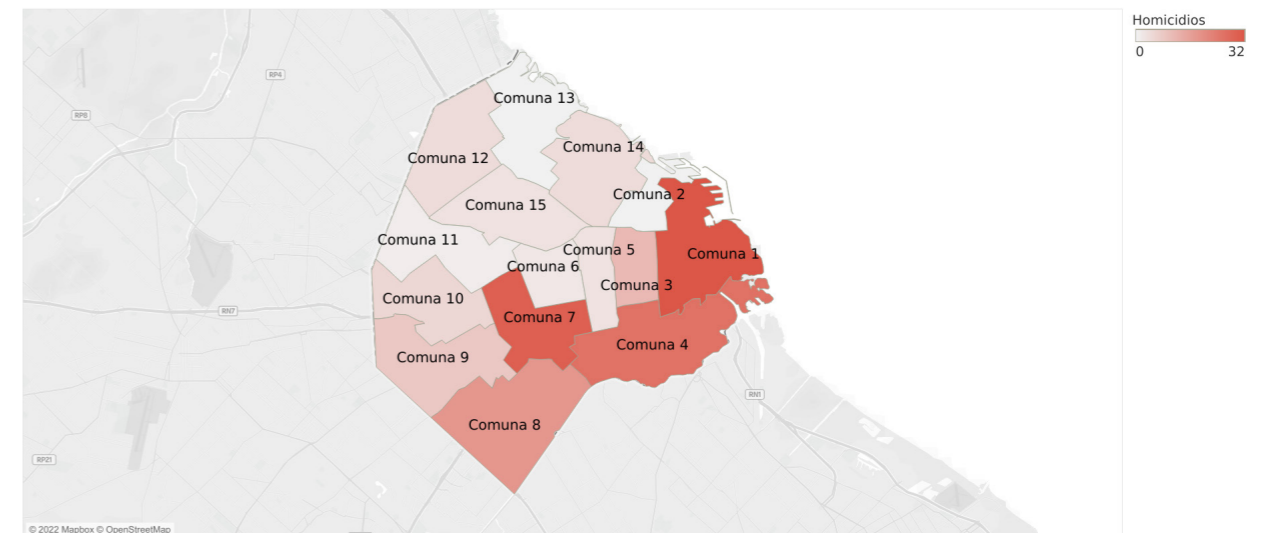 Homicidios
0 32
RP4
RP8
Comuna 13
Comuna 14
Comuna 12
Comuna 2
Comuna 15
Comuna 11
Comuna 5
Comuna 1
Comuna 6
Comuna 3
Comuna 10
RN7
Comuna 7
Comuna 4
Comuna 9
RN1
Comuna 8
RP21
© 2022 Mapbox © OpenStreetMap